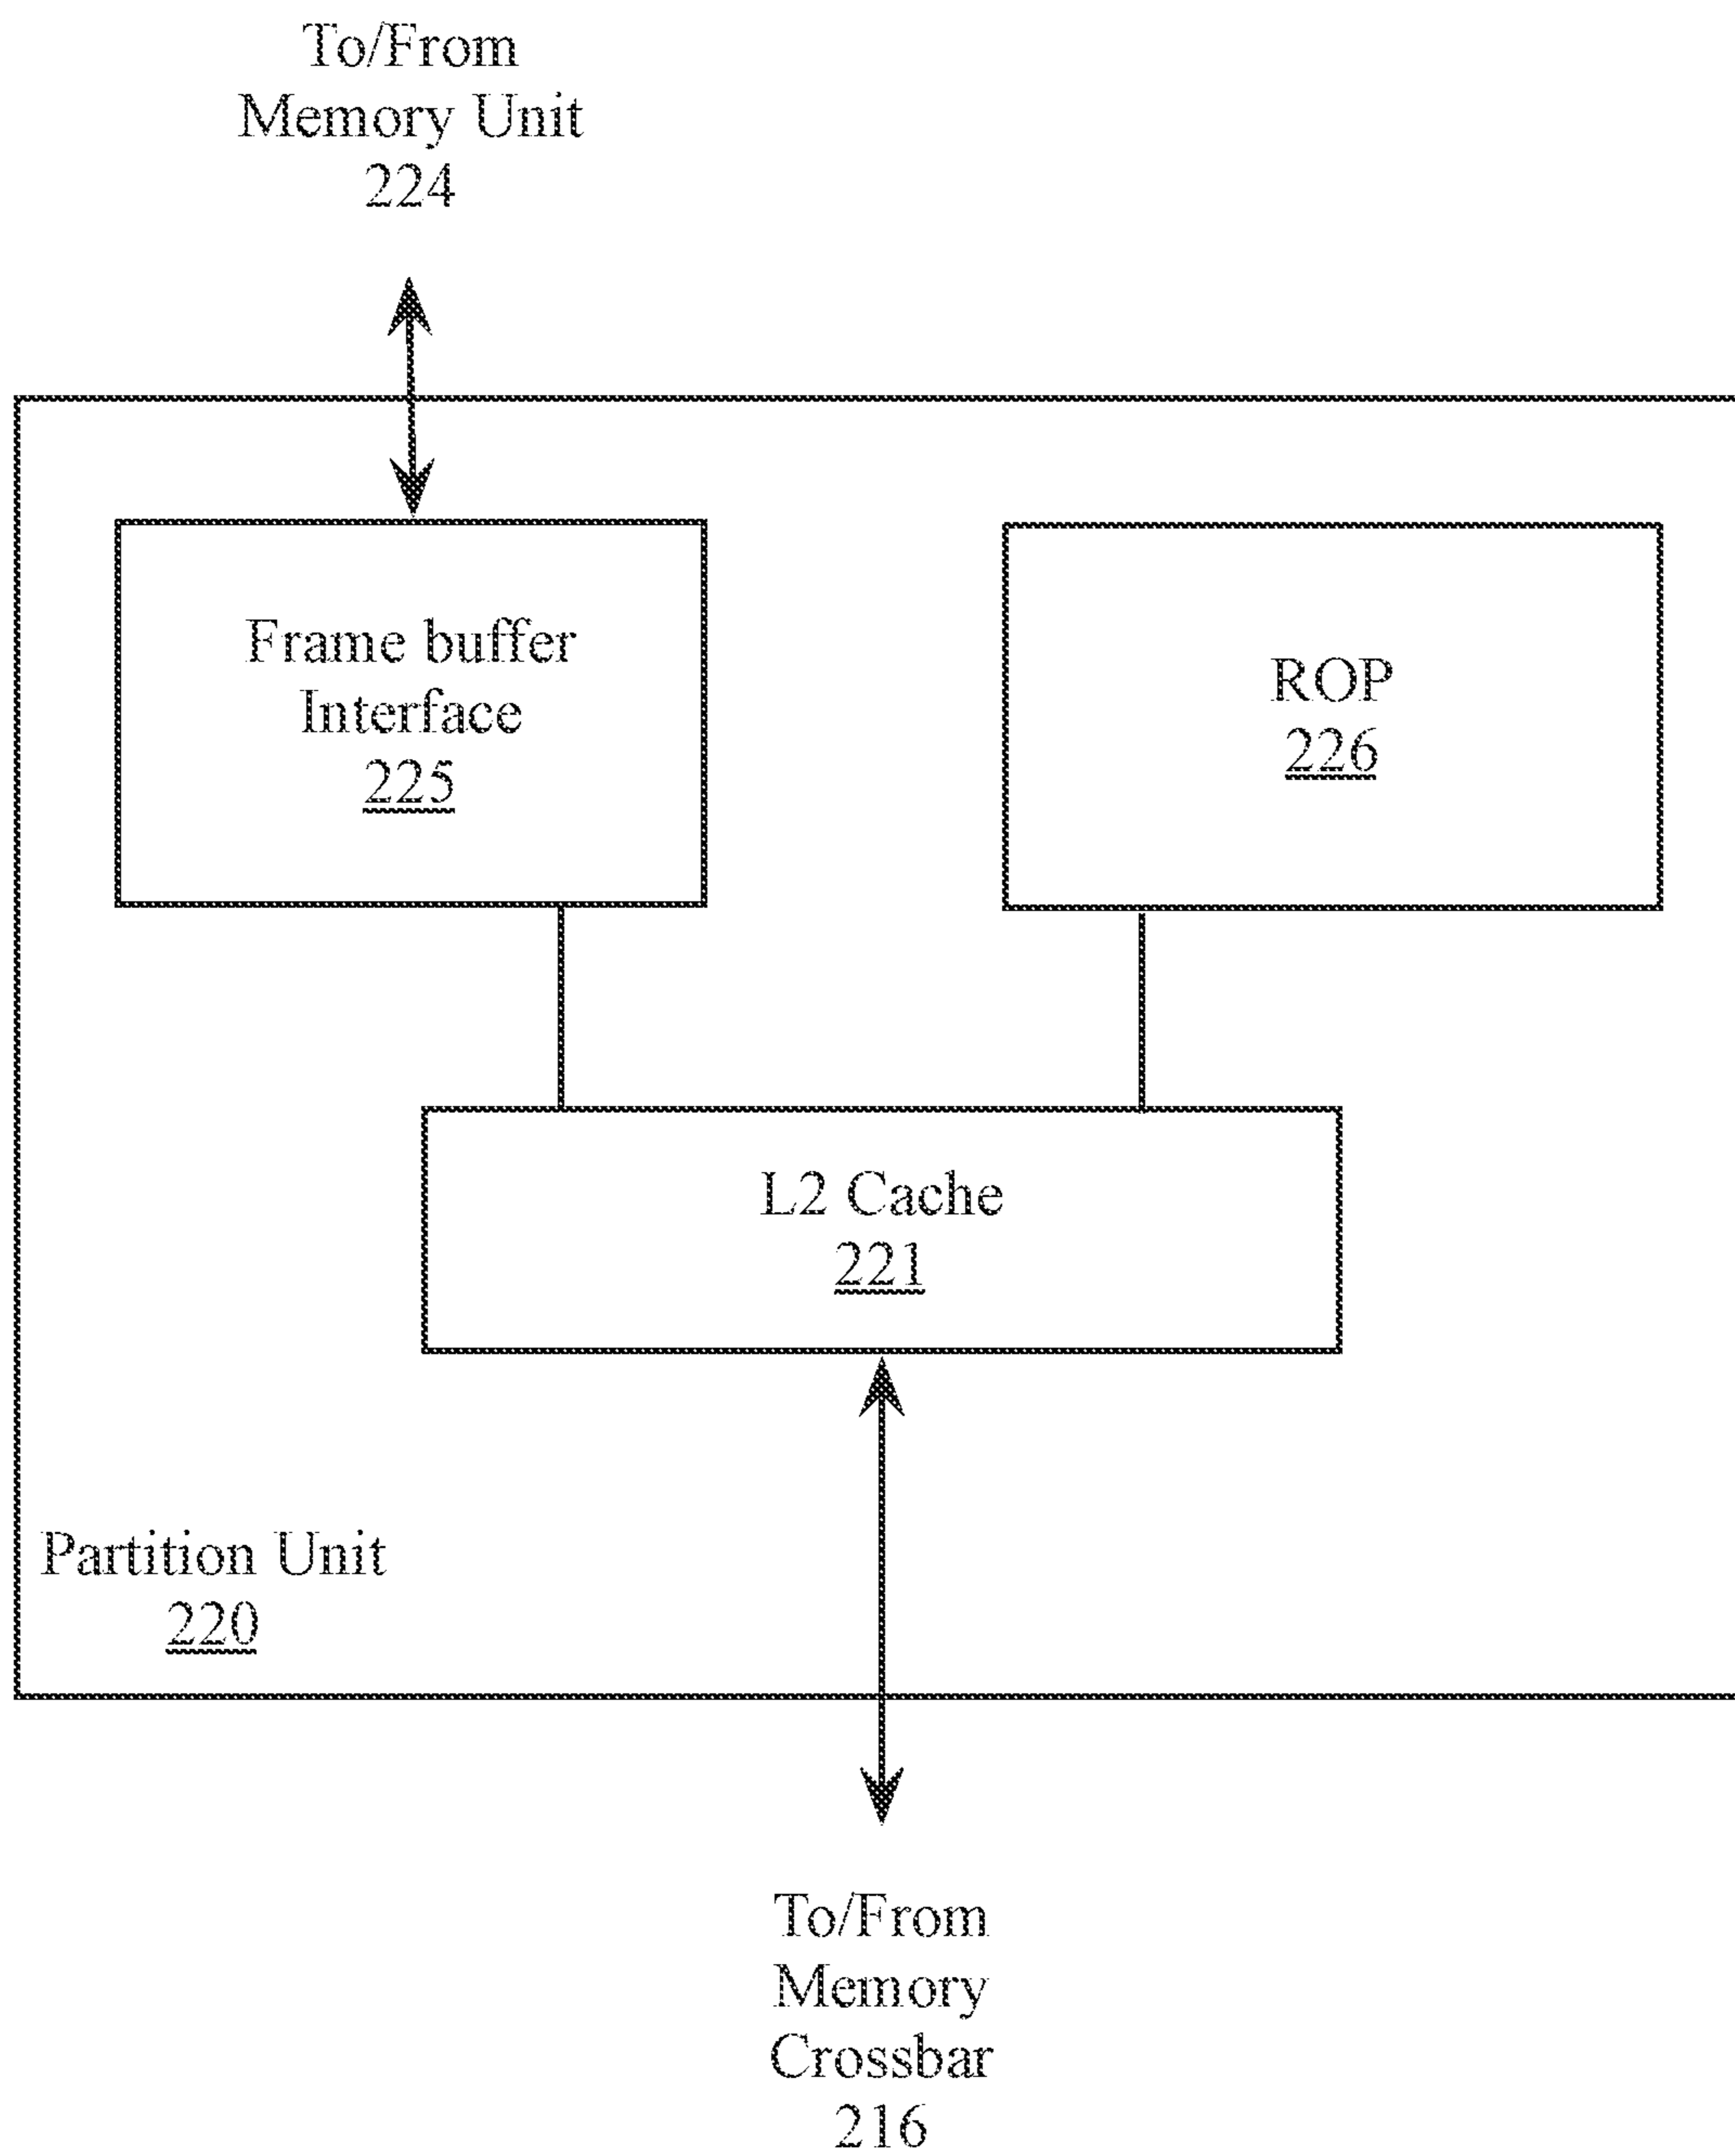 To/From
Memory Unit
224
Frame buffer
Interface
225
ROP
226
L2 Cache
221
Partition Unit
220
To/From
Memory
Crossbar
216